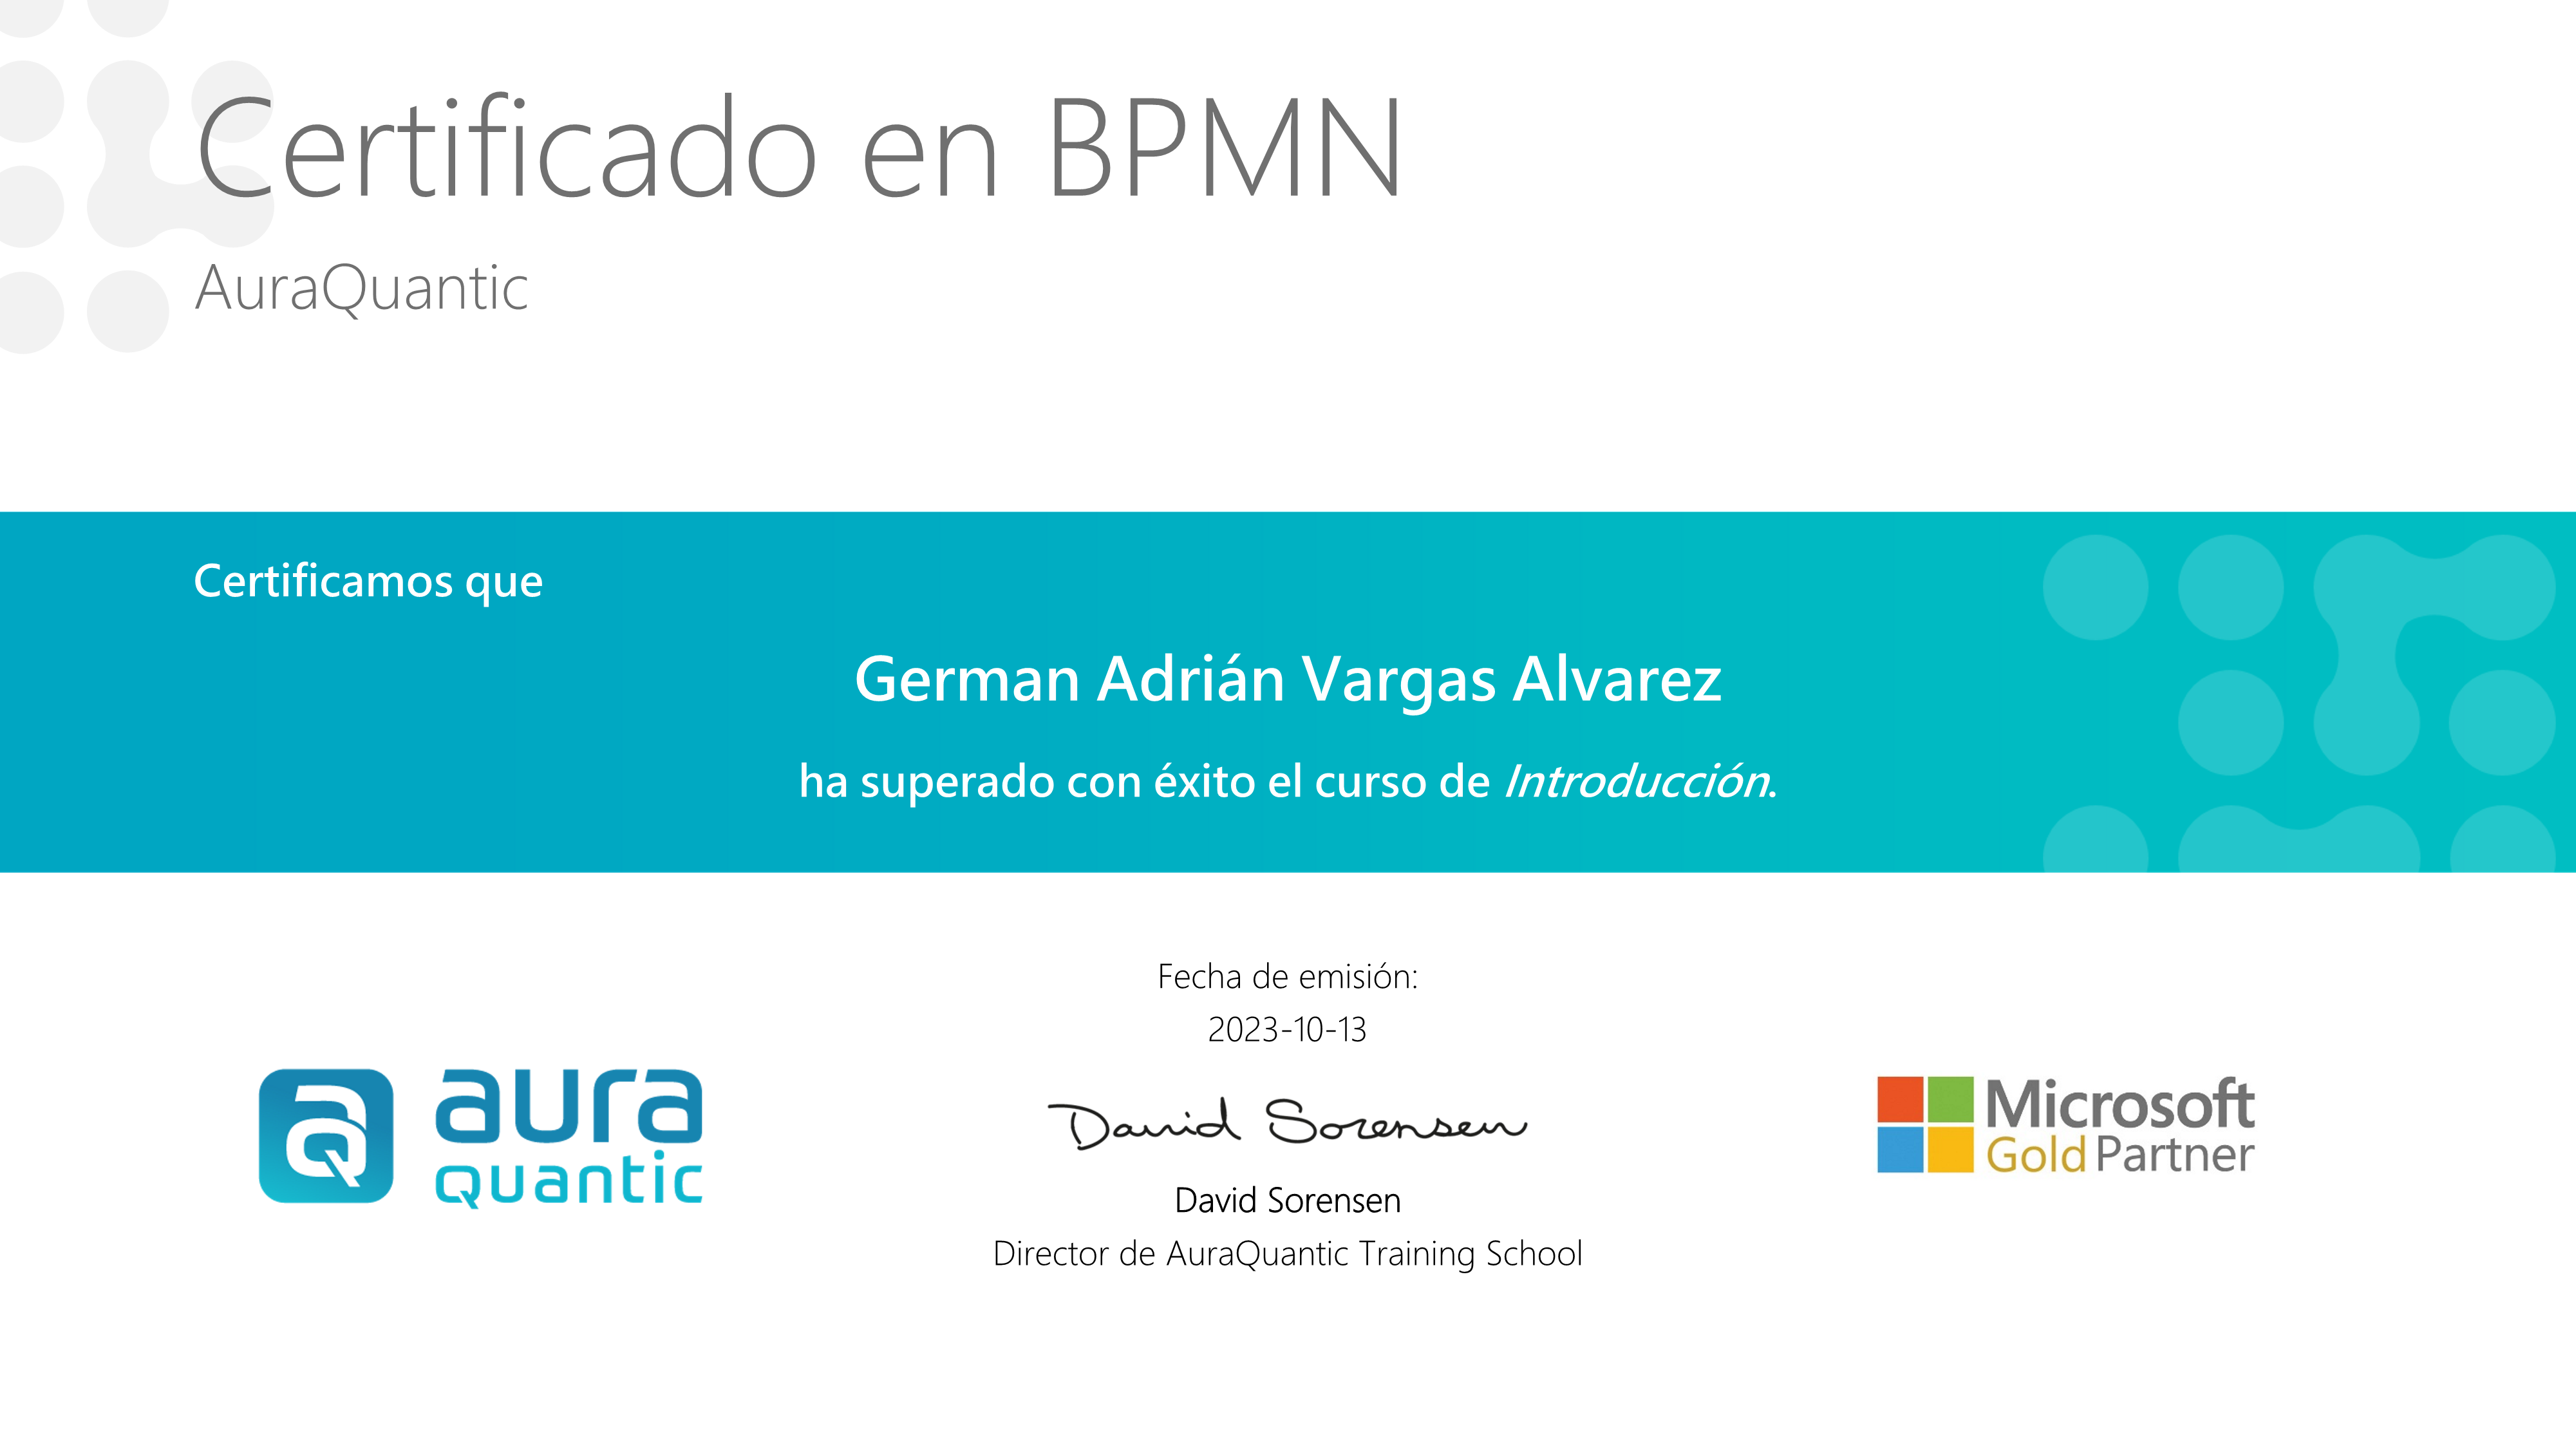 Certificado en BPMN
AuraQuantic
Certificamos que
German Adrián Vargas Alvarez
ha superado con éxito el curso de Introducción.
Fecha de emisión:
2023-10-13
David Sorensen
David Sorensen
Director de AuraQuantic Training School
aura
quantic
Microsoft
Gold Partner